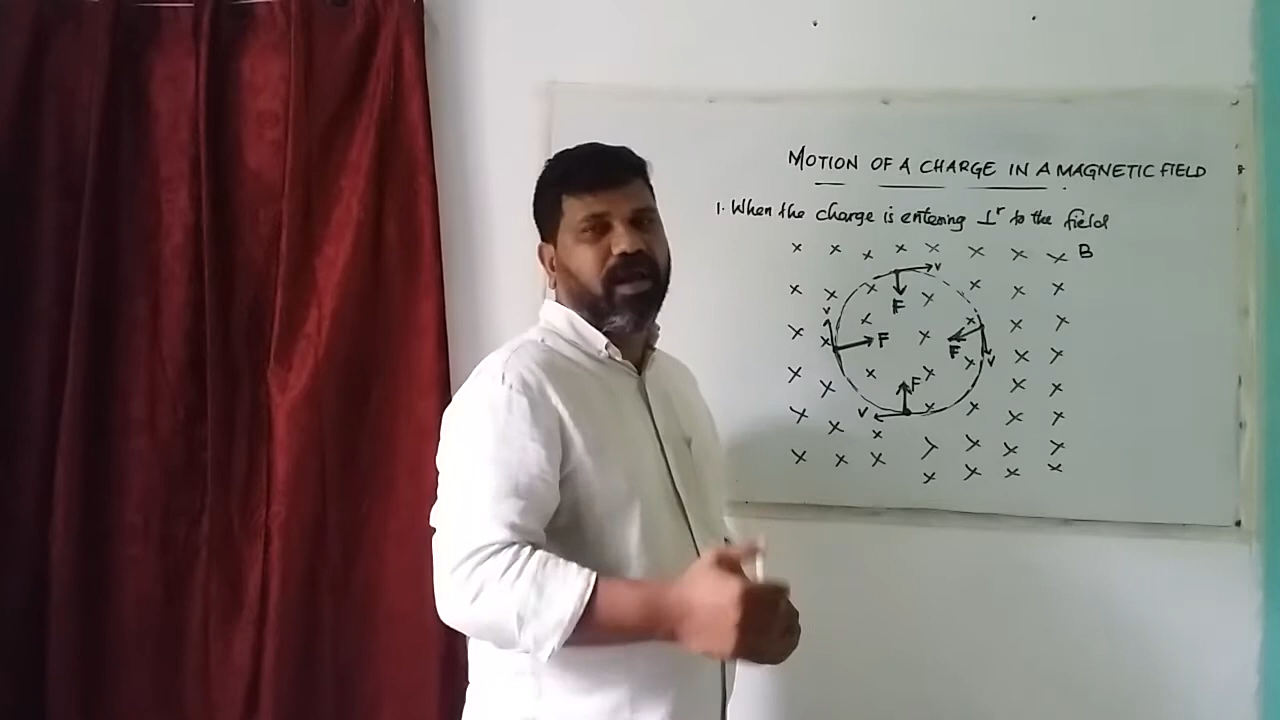 MOTION OF A CHARGE IN A MAGNETIC FIELD
1. When the charge is entering ⊥r to the field
B
v
F
v
F
F
v
F
v